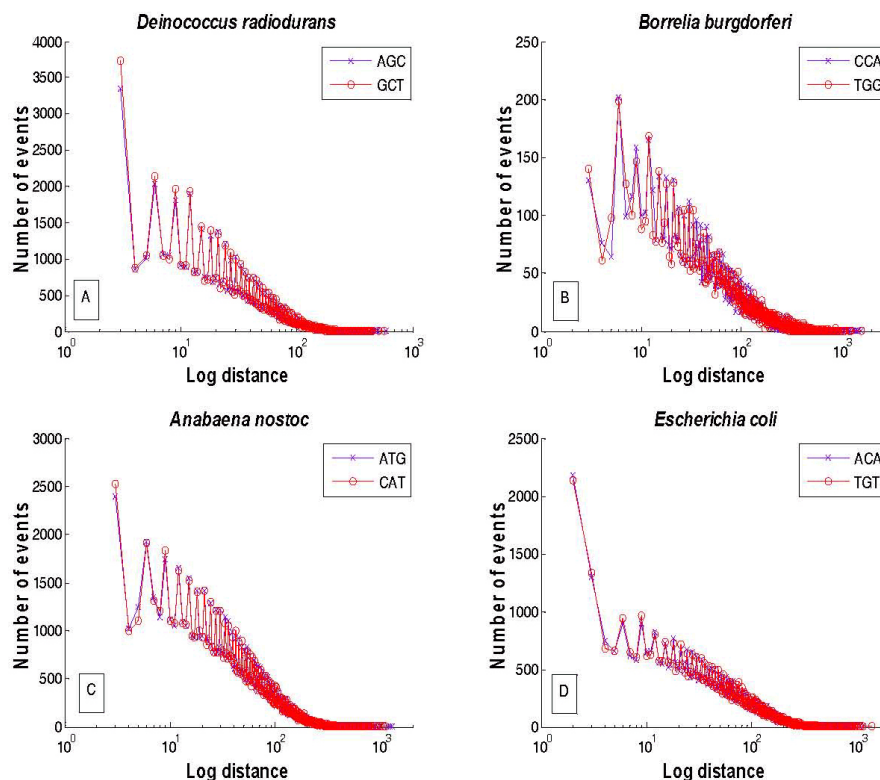 Deinococcus radiodurans
4000
3500
3000
2500
2000
1500
1000
500
0
Number of events
AGC
GCT
A
10^0
10^1
10^2
10^3
Log distance
Borrelia burgdorferi
250
200
150
100
50
0
Number of events
CCA
TGG
B
10^0
10^1
10^2
10^3
Log distance
Anabaena nostoc
3000
2500
2000
1500
1000
500
0
Number of events
ATG
CAT
C
10^0
10^1
10^2
10^3
Log distance
Escherichia coli
2500
2000
1500
1000
500
0
Number of events
ACA
TGT
D
10^0
10^1
10^2
10^3
Log distance